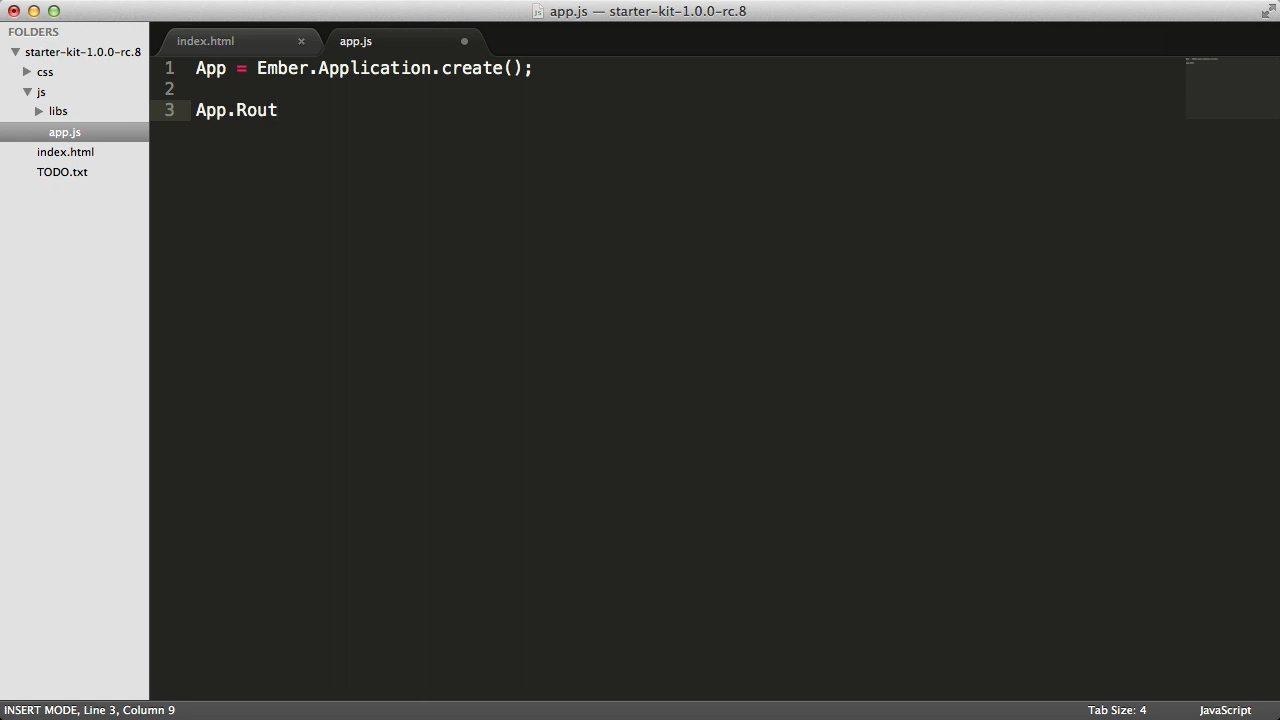 app.js — starter-kit-1.0.0-rc.8
FOLDERS
starter-kit-1.0.0-rc.8
css
js
libs
app.js
index.html
TODO.txt
index.html ×
app.js
1 App = Ember.Application.create();
2
3 App.Rout
INSERT MODE, Line 3, Column 9
Tab Size: 4
JavaScript